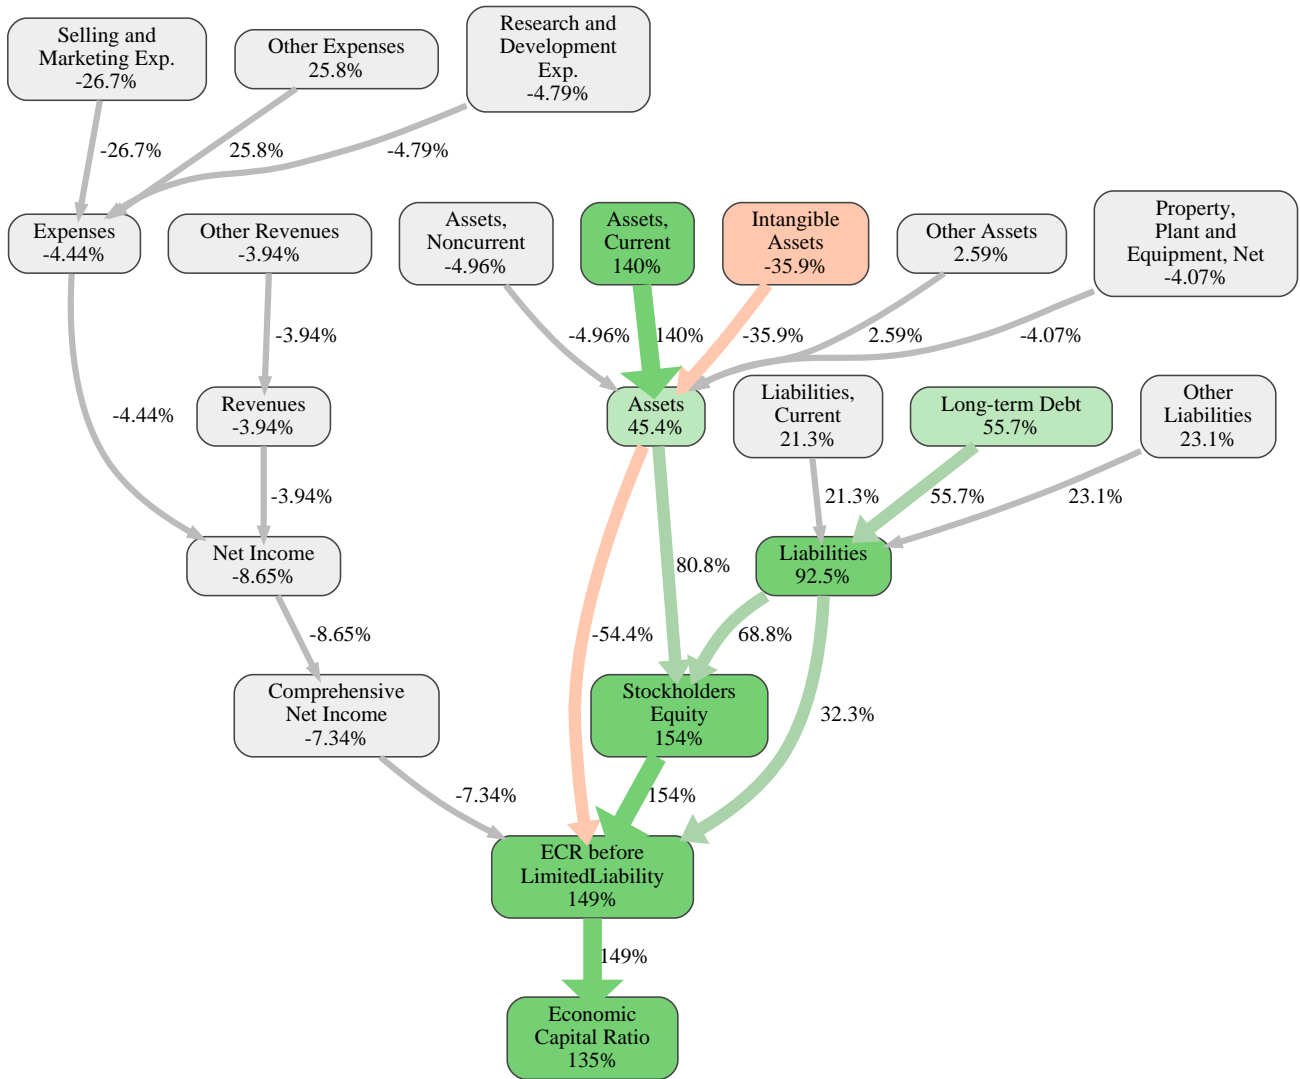 Selling and
Marketing Exp.
-26.7%
Other Expenses
25.8%
Research and
Development
Exp.
-4.79%
-26.7%
25.8%
-4.79%
Expenses
-4.44%
Other Revenues
-3.94%
Assets,
Noncurrent
-4.96%
Assets,
Current
140%
Intangible
Assets
-35.9%
Other Assets
2.59%
Property,
Plant and
Equipment, Net
-4.07%
-3.94%
-4.96%
140%
-35.9%
2.59%
-4.07%
-4.44%
Revenues
-3.94%
Assets
45.4%
Liabilities,
Current
21.3%
Long-term Debt
55.7%
Other
Liabilities
23.1%
-3.94%
21.3%
55.7%
23.1%
Net Income
-8.65%
80.8%
Liabilities
92.5%
-8.65%
-54.4%
68.8%
Comprehensive
Net Income
-7.34%
Stockholders
Equity
154%
32.3%
-7.34%
154%
ECR before
LimitedLiability
149%
149%
Economic
Capital Ratio
135%